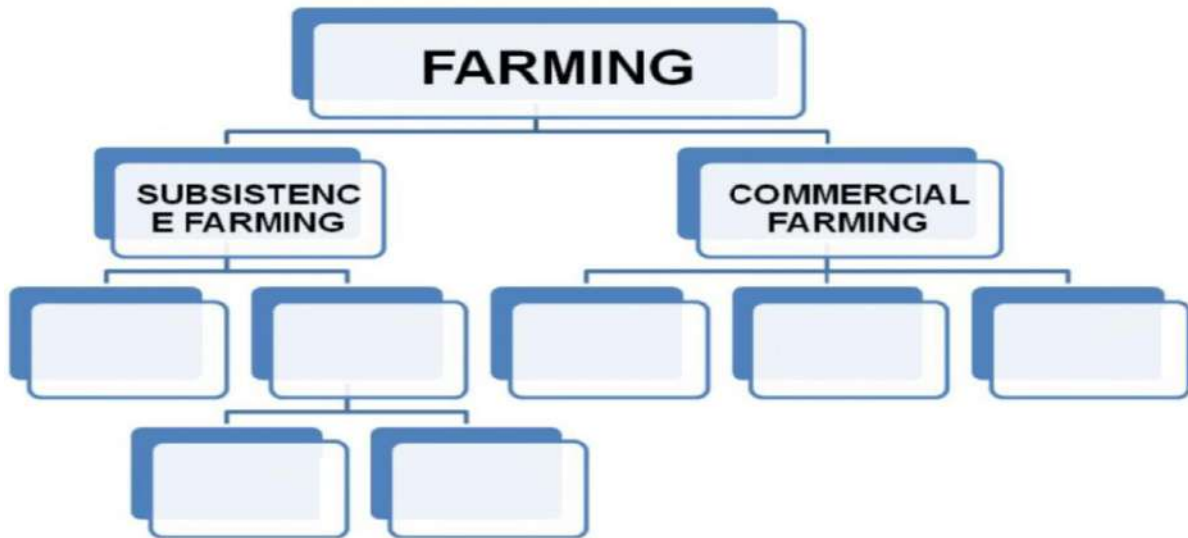 FARMING
SUBSISTENC
E FARMING
COMMERCIAL
FARMING